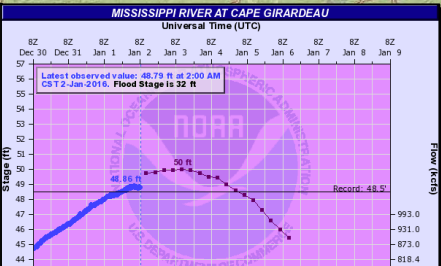 MISSISSIPPI RIVER AT CAPE GIRARDEAU
Universal Time (UTC)
8Z 8Z 8Z 8Z 8Z 8Z 8Z 8Z 8Z 8Z 8Z
Dec 30 Dec 31 Jan 1 Jan 2 Jan 3 Jan 4 Jan 5 Jan 6 Jan 7 Jan 8 Jan 9
Latest observed value: 48.79 ft at 2:00 AM
CST 2-Jan-2016. Flood Stage is 32 ft
57
56
55
54
53
52
51
50
49
48
47
46
45
44
Stage (ft)
NOAA
50 ft
48.86 ft
Record: 48.5'
Flow (kcfs)
993.0
931.0
873.0
818.4